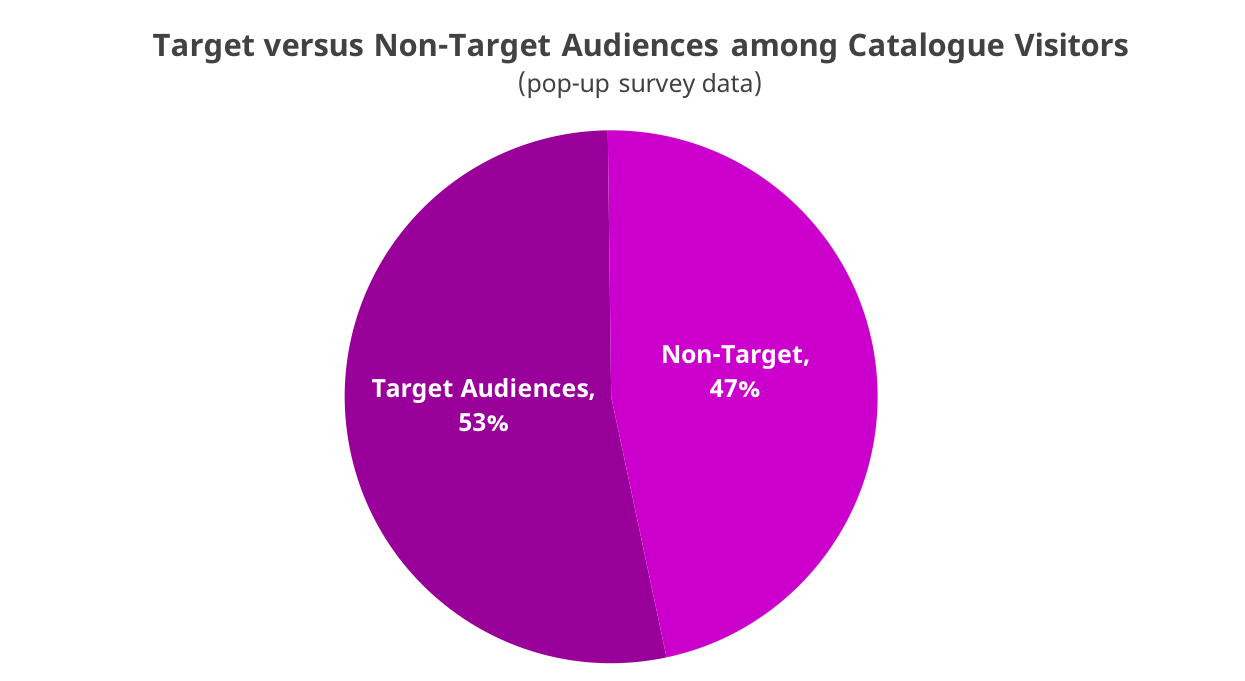 Target versus Non-Target Audiences among Catalogue Visitors
(pop-up survey data)
Non-Target,
47%
Target Audiences,
53%